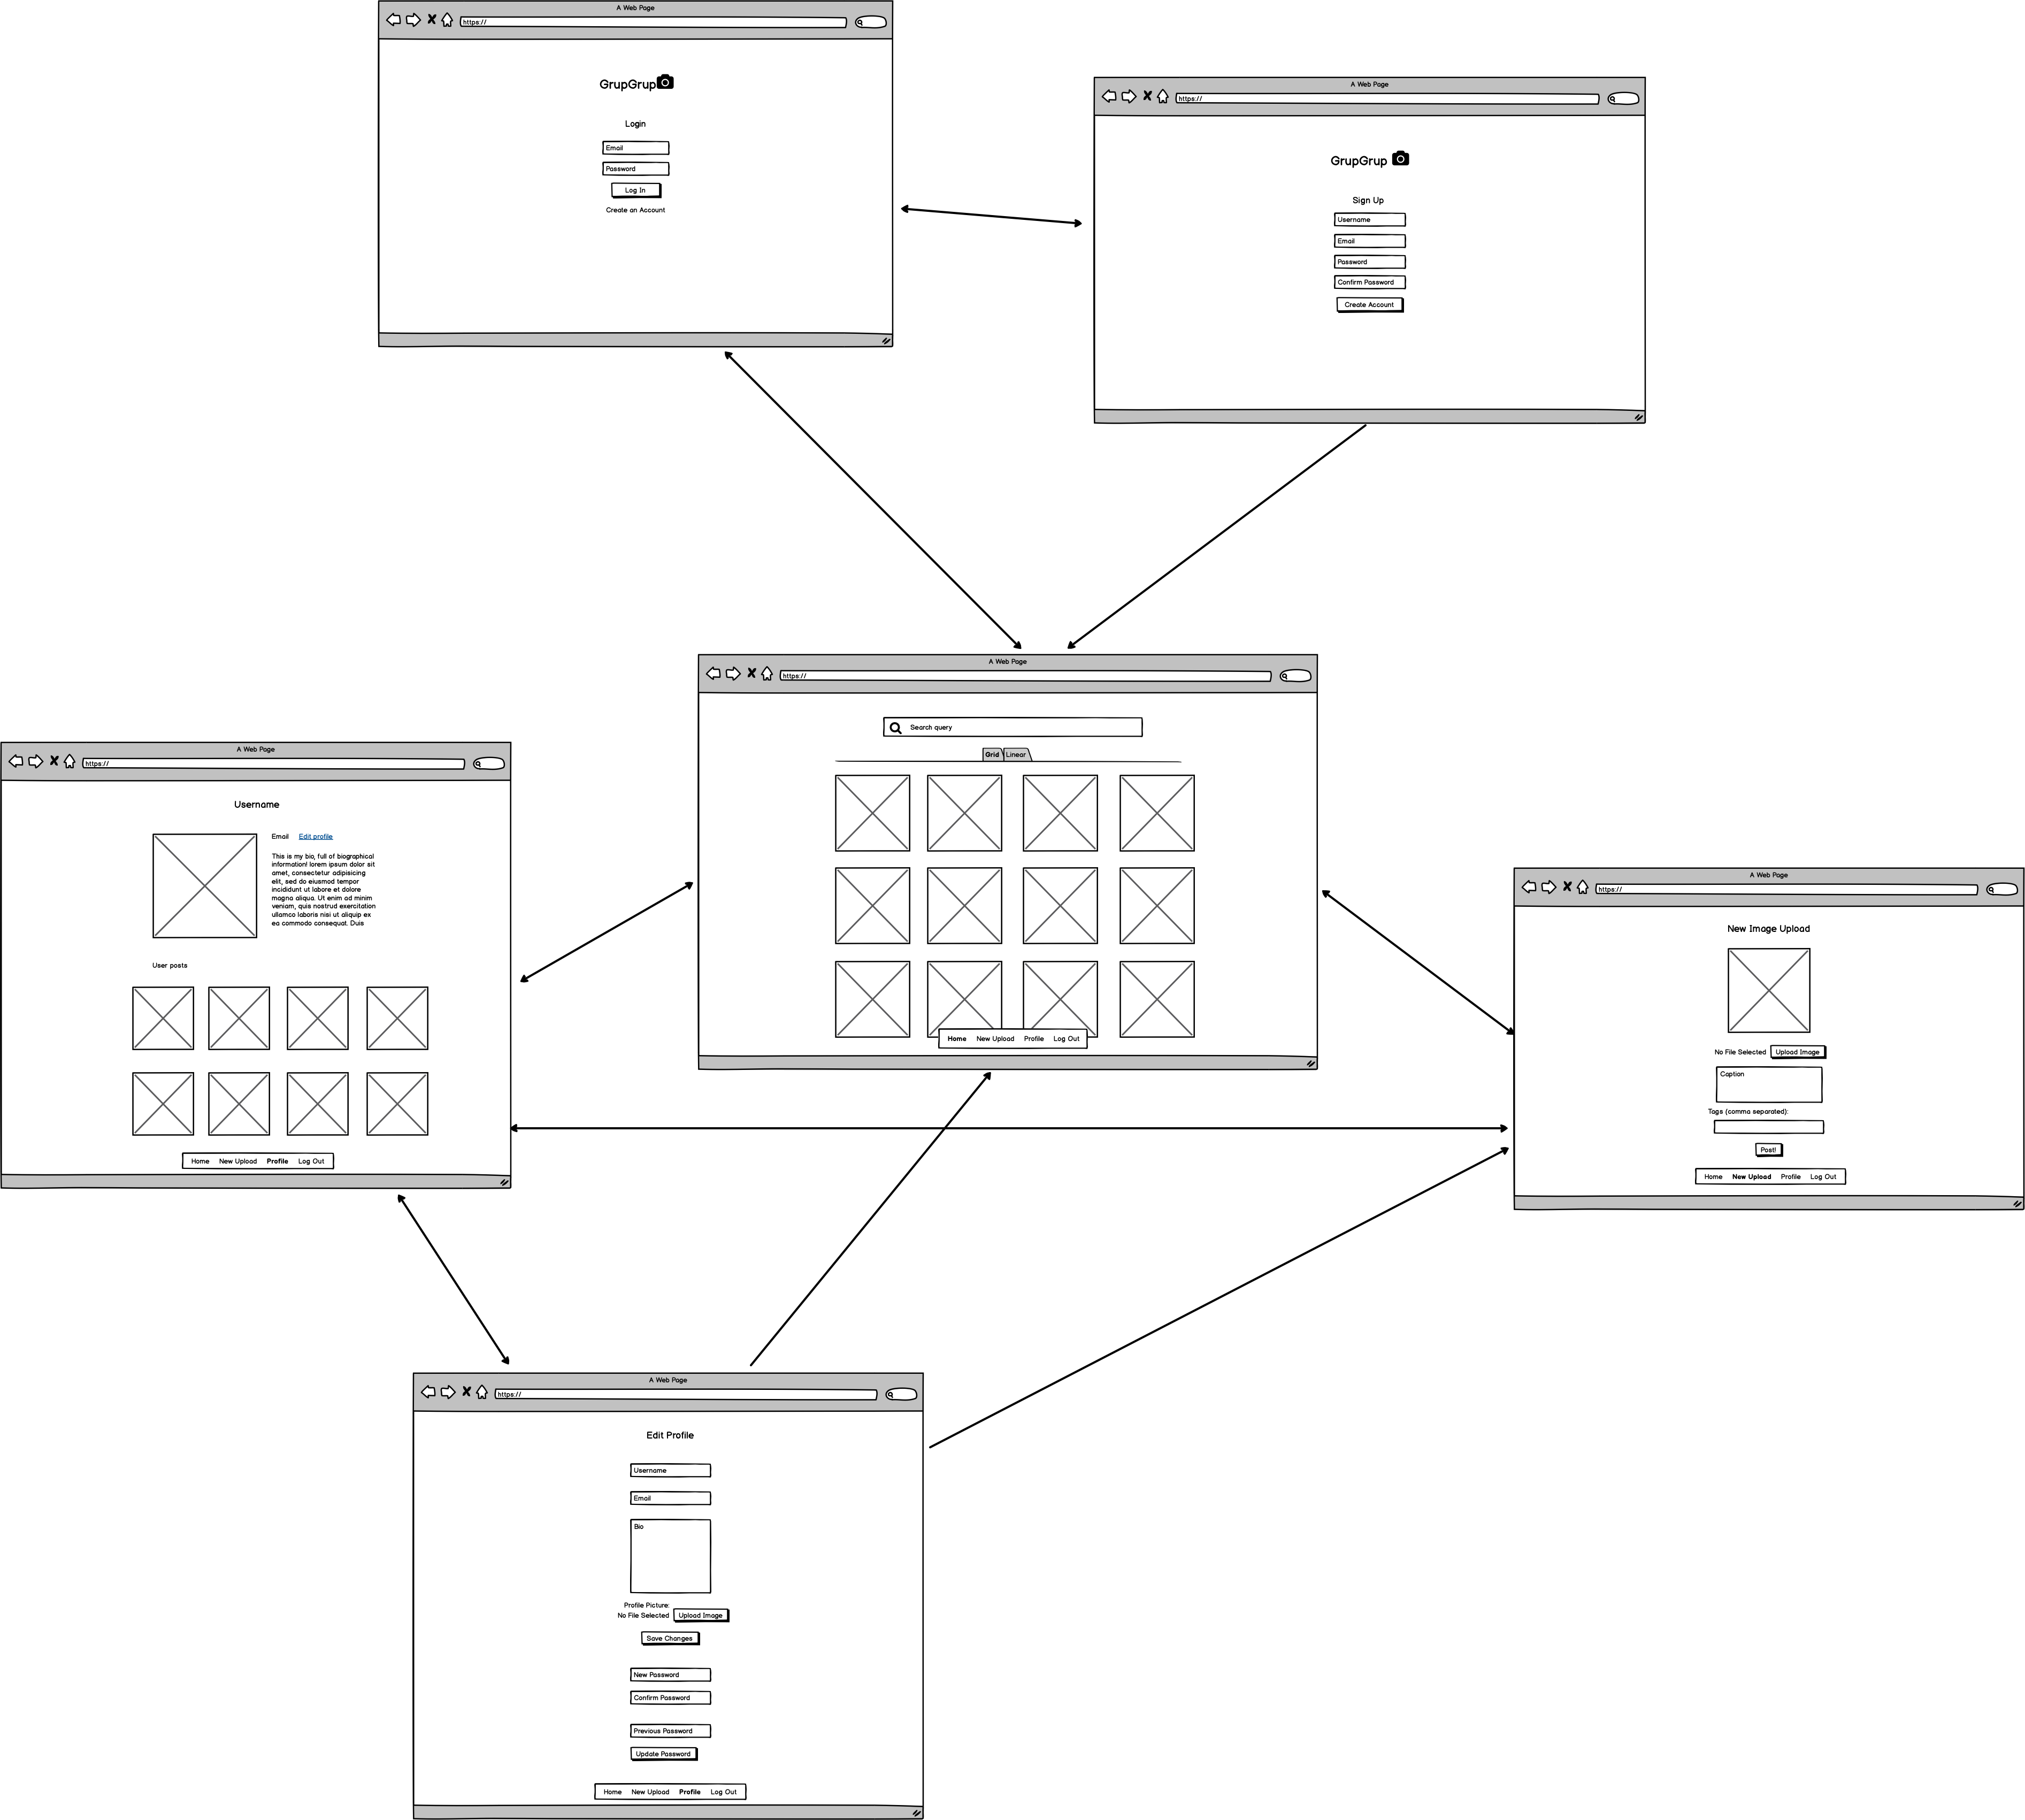 A Web Page
https://
GrupGrup
Login
Email
Password
Log In
Create an Account
A Web Page
https://
GrupGrup
Sign Up
Username
Email
Password
Confirm Password
Create Account
A Web Page
https://
Search query
Grid Linear
Home New Upload Profile Log Out
A Web Page
https://
Username
Email Edit profile
This is my bio, full of biographical
information! lorem ipsum dolor sit
amet, consectetur adipisicing
elit, sed do eiusmod tempor
incididunt ut labore et dolore
magna aliqua. Ut enim ad minim
veniam, quis nostrud exercitation
ullamco laboris nisi ut aliquip ex
ea commodo consequat. Duis
User posts
Home New Upload Profile Log Out
A Web Page
https://
New Image Upload
No File Selected Upload Image
Caption
Tags (comma separated):
Post!
Home New Upload Profile Log Out
A Web Page
https://
Edit Profile
Username
Email
Bio
Profile Picture:
No File Selected Upload Image
Save Changes
New Password
Confirm Password
Previous Password
Update Password
Home New Upload Profile Log Out